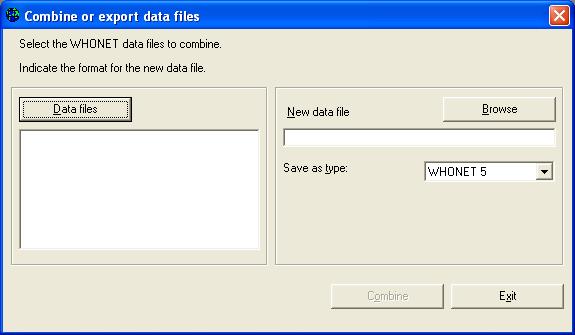 Combine or export data files
Select the WHONET data files to combine.
Indicate the format for the new data file.
Data files
New data file
Browse
Save as type:
WHONET 5
Combine
Exit